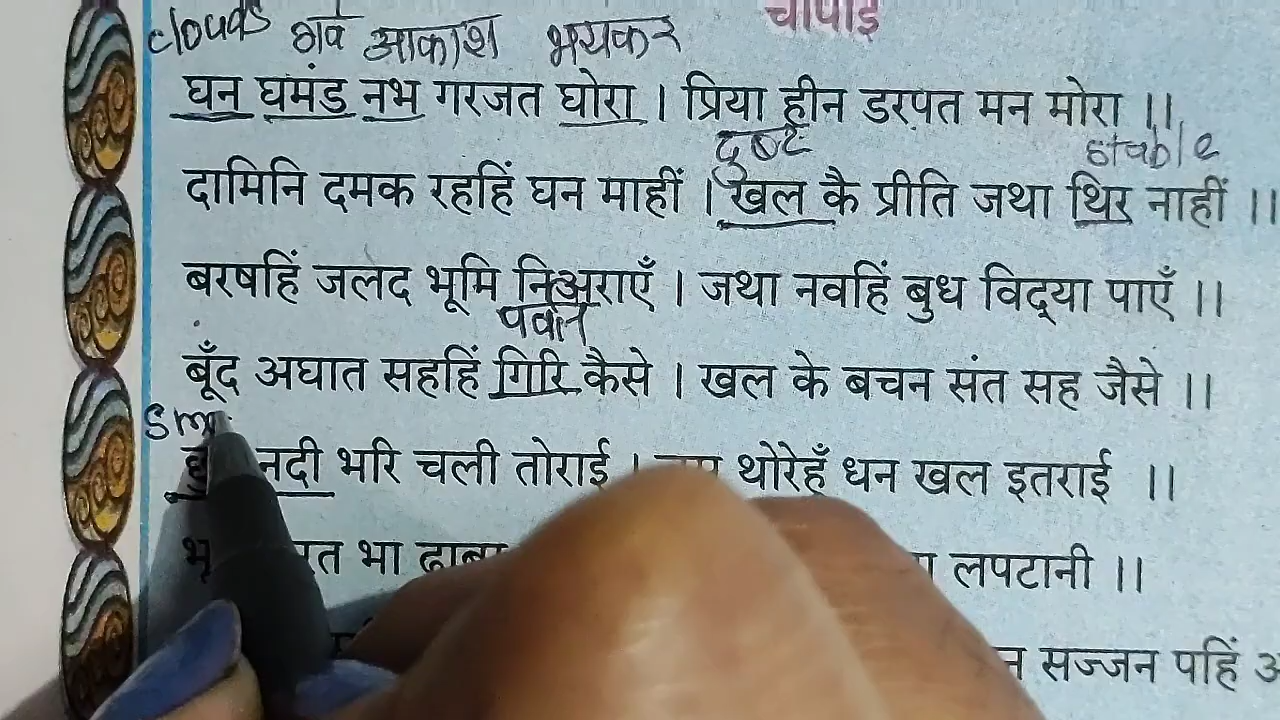 चौपाई
clouds गर्व आकाश भयंकर
घन घमंड नभ गरजत घोरा । प्रिया हीन डरपत मन मोरा ।।
दुष्ट stable
दामिनि दमक रहहिं घन माहीं । खल कै प्रीति जथा थिर नाहीं ।।
बरषहिं जलद भूमि निअराएँ । जथा नवहिं बुध विद्या पाएँ ।।
पर्वत
बूँद अघात सहहिं गिरि कैसे । खल के बचन संत सह जैसे ।।
sm
नदी भरि चली तोराई । थोरेहुँ धन खल इतराई ।।
भा ढाबर लपटानी ।।
सज्जन पहिं